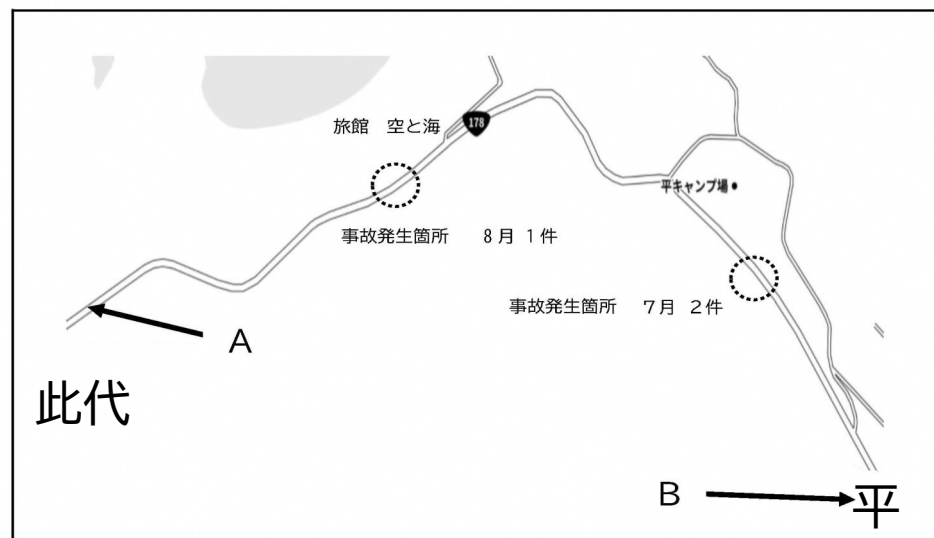 178
旅館　空と海
平キャンプ場
事故発生箇所　８月１件
事故発生箇所　７月２件
A
此代
B
平